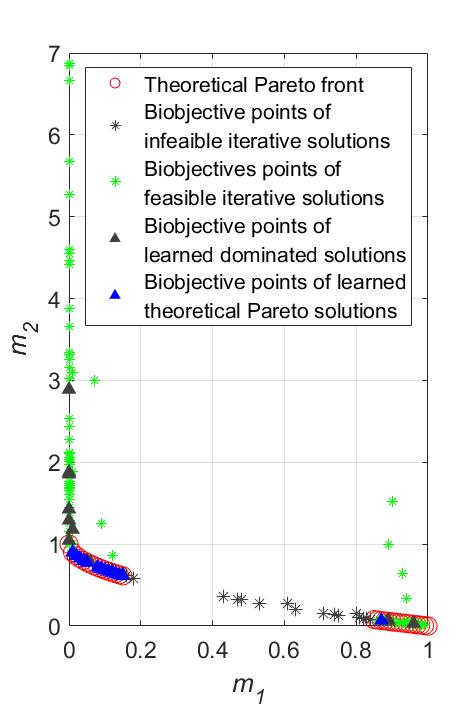 7
Theoretical Pareto front
Biobjective points of
infeaible iterative solutions
6
Biobjectives points of
feasible iterative solutions
5
Biobjective points of
learned dominated solutions
4
Biobjective points of learned
theoretical Pareto solutions
m2
3
2
1
0
0 0.2 0.4 0.6 0.8 1
m1